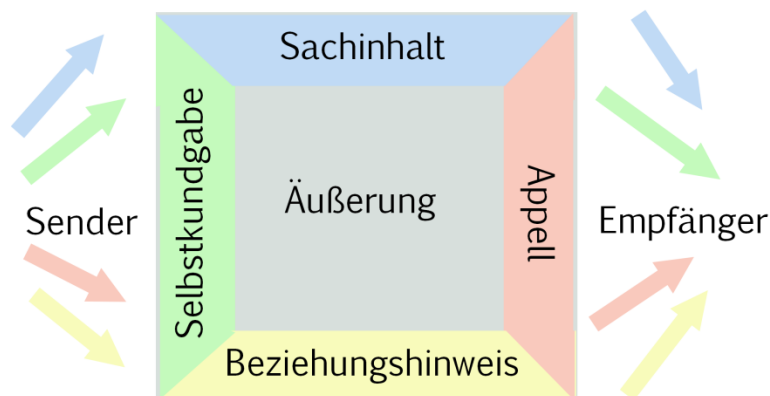 Sachinhalt
Selbstkundgabe
Äußerung
Appell
Sender
Empfänger
Beziehungshinweis